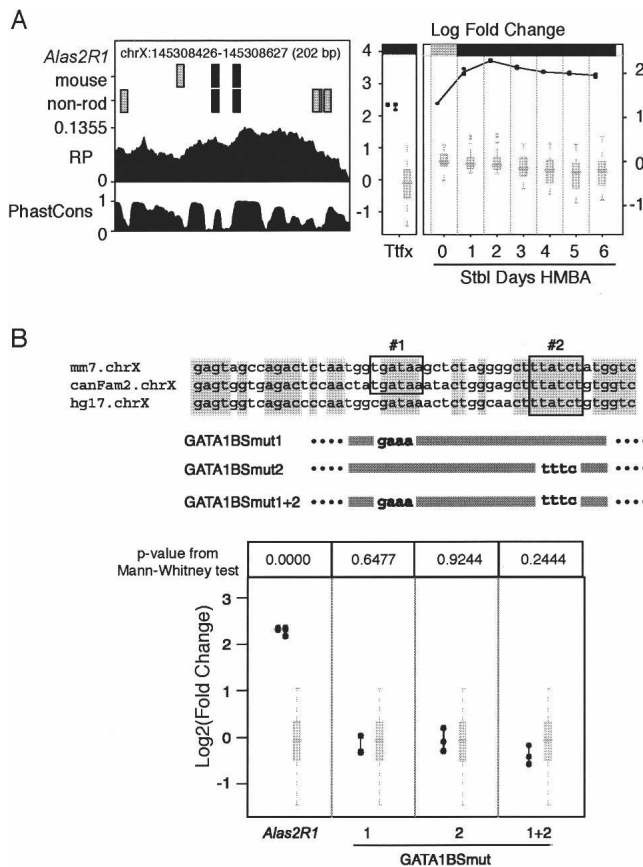 A
Log Fold Change
Alas2R1
chrX:145308426-145308627 (202 bp)
mouse
non-rod
0.1355
RP
0
PhastCons
1
0
4
3
2
1
0
-1
2
1
0
-1
Ttfx
0 1 2 3 4 5 6
Stbl Days HMBA
B
#1 #2
mm7.chrX gagtagccagactctaatggtgataagctctaggggctttatctatggtc
canFam2.chrX gagtggtgagactccaactatgataaatactgggagctttatctgtggtc
hg17.chrX gagtggtcagaccccaatggcgataaactctggcaactttatctgtggtc
GATA1BSmut1 gaaa
GATA1BSmut2 tttc
GATA1BSmut1+2 gaaa tttc
p-value from 0.0000 0.6477 0.9244 0.2444
Mann-Whitney test
Log2(Fold Change)
3
2
1
0
-1
Alas2R1 1 2 1+2
GATA1BSmut